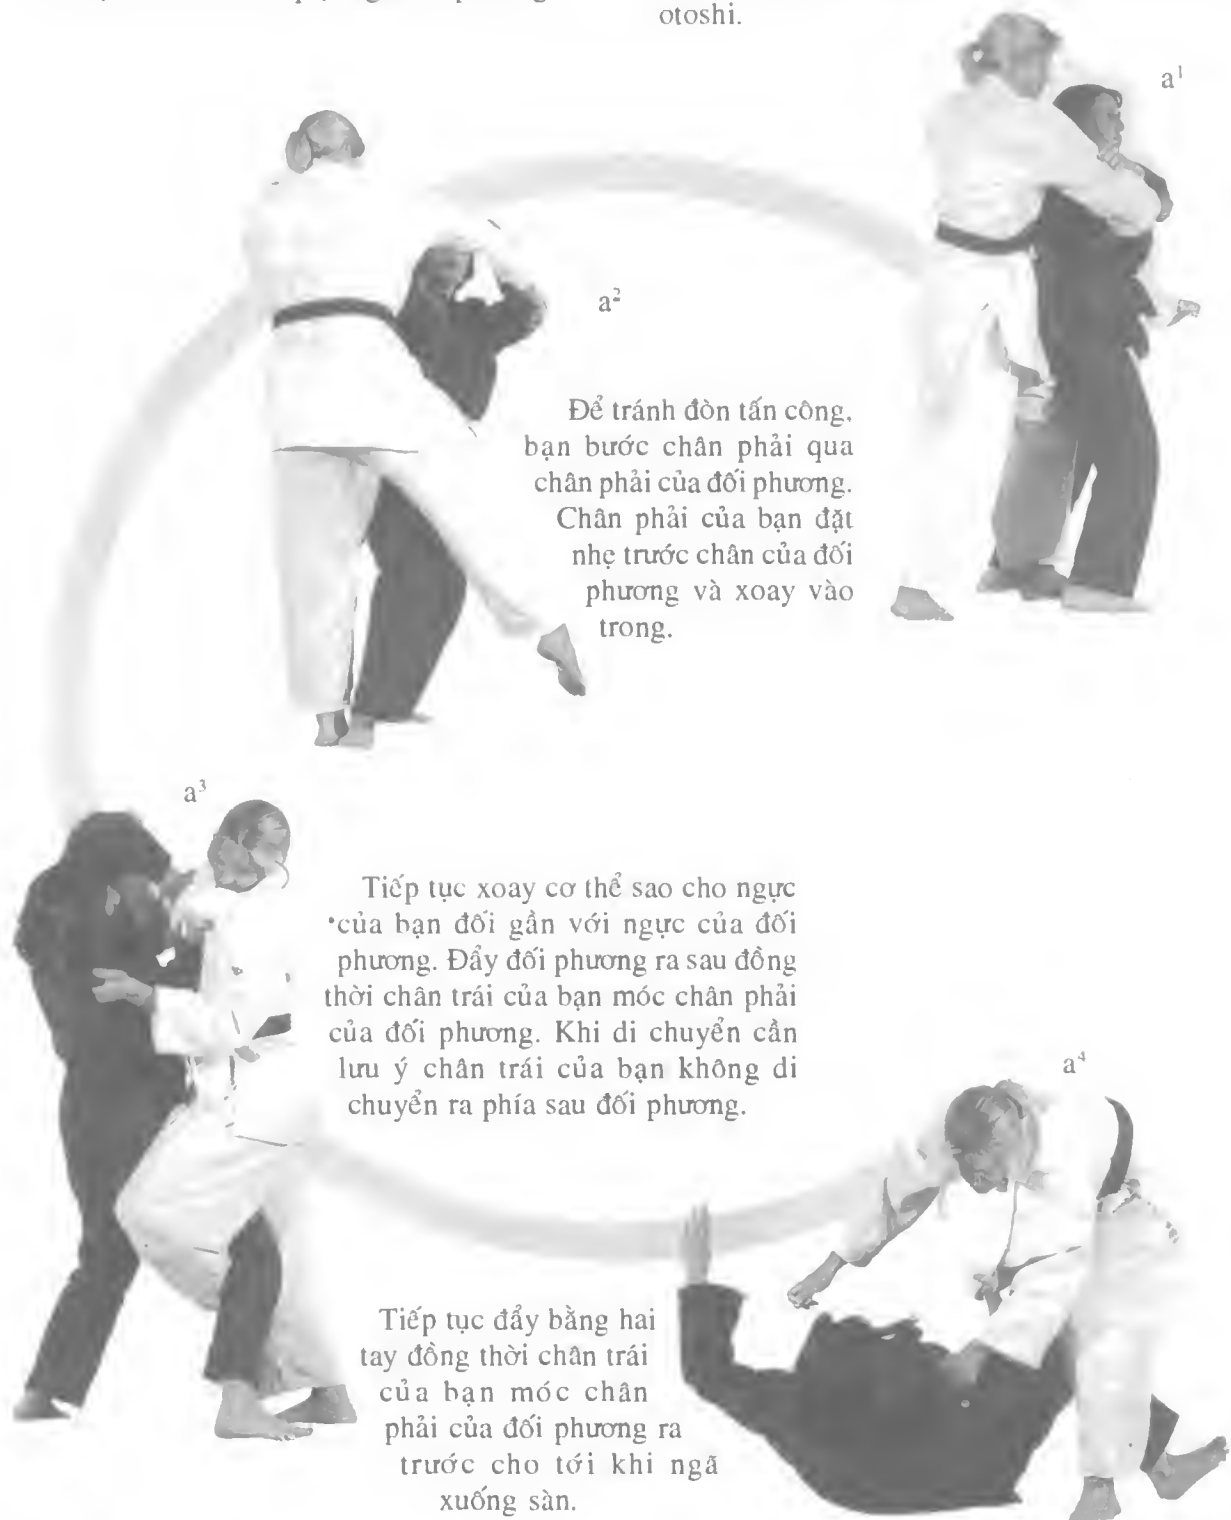 otoshi.
a¹
a²
Để tránh đòn tấn công,
bạn bước chân phải qua
chân phải của đối phương.
Chân phải của bạn đặt
nhẹ trước chân của đối
phương và xoay vào
trong.
a³
Tiếp tục xoay cơ thể sao cho ngực
của bạn đối gần với ngực của đối
phương. Đẩy đối phương ra sau đồng
thời chân trái của bạn móc chân phải
của đối phương. Khi di chuyển cần
lưu ý chân trái của bạn không di
chuyển ra phía sau đối phương.
a⁴
Tiếp tục đẩy bằng hai
tay đồng thời chân trái
của bạn móc chân
phải của đối phương ra
trước cho tới khi ngã
xuống sàn.